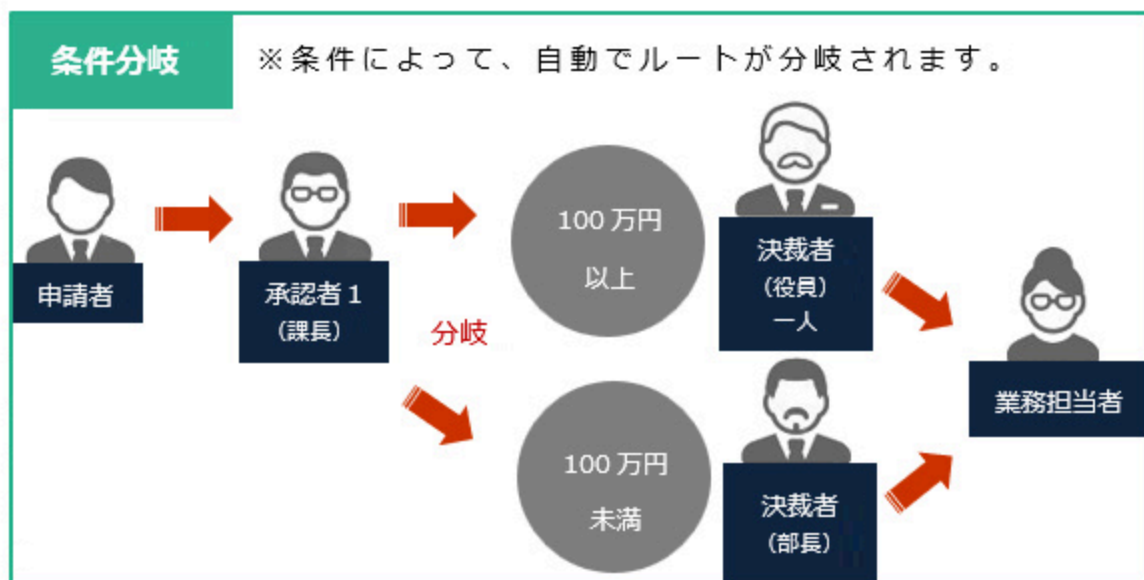 条件分岐
※条件によって、自動でルートが分岐されます。
申請者
承認者1
(課長)
分岐
100万円
以上
決裁者
(役員)
一人
100万円
未満
決裁者
(部長)
業務担当者